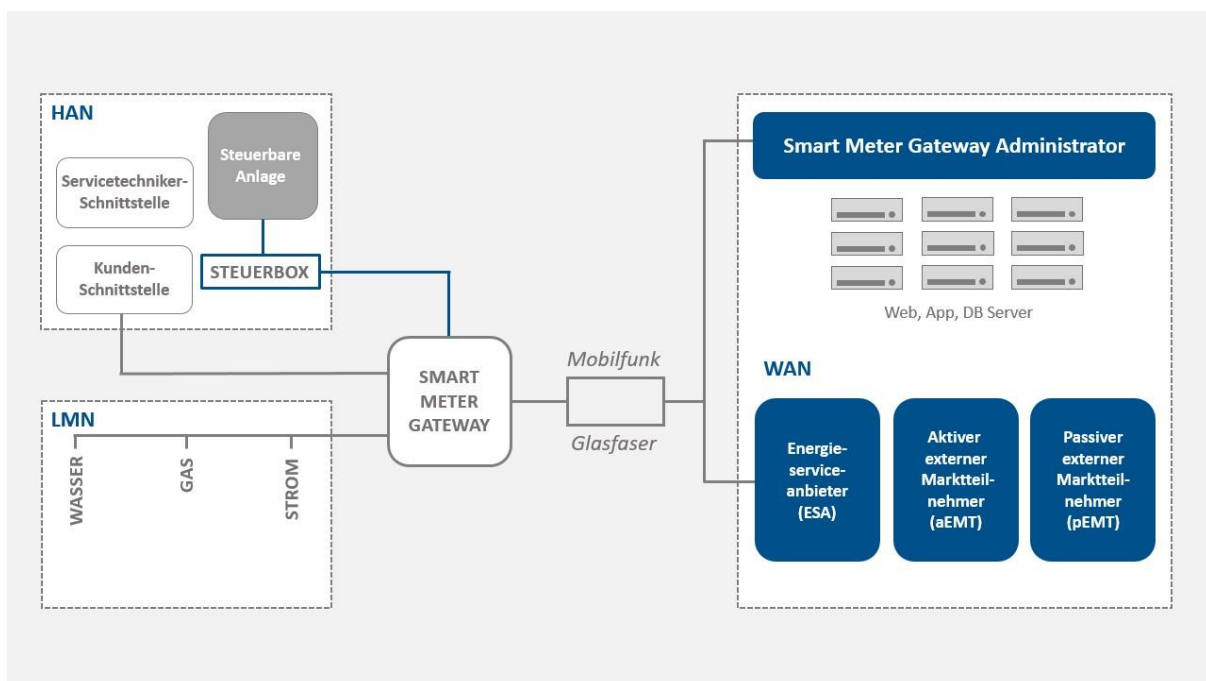 HAN
Steuerbare
Anlage
Servicetechniker-
Schnittstelle
Kunden-
Schnittstelle
STEUERBOX
LMN
WASSER
GAS
STROM
SMART
METER
GATEWAY
Mobilfunk
Glasfaser
Smart Meter Gateway Administrator
Web, App, DB Server
WAN
Energie-
service-
anbieter
(ESA)
Aktiver
externer
Marktteil-
nehmer
(aEMT)
Passiver
externer
Marktteil-
nehmer
(pEMT)